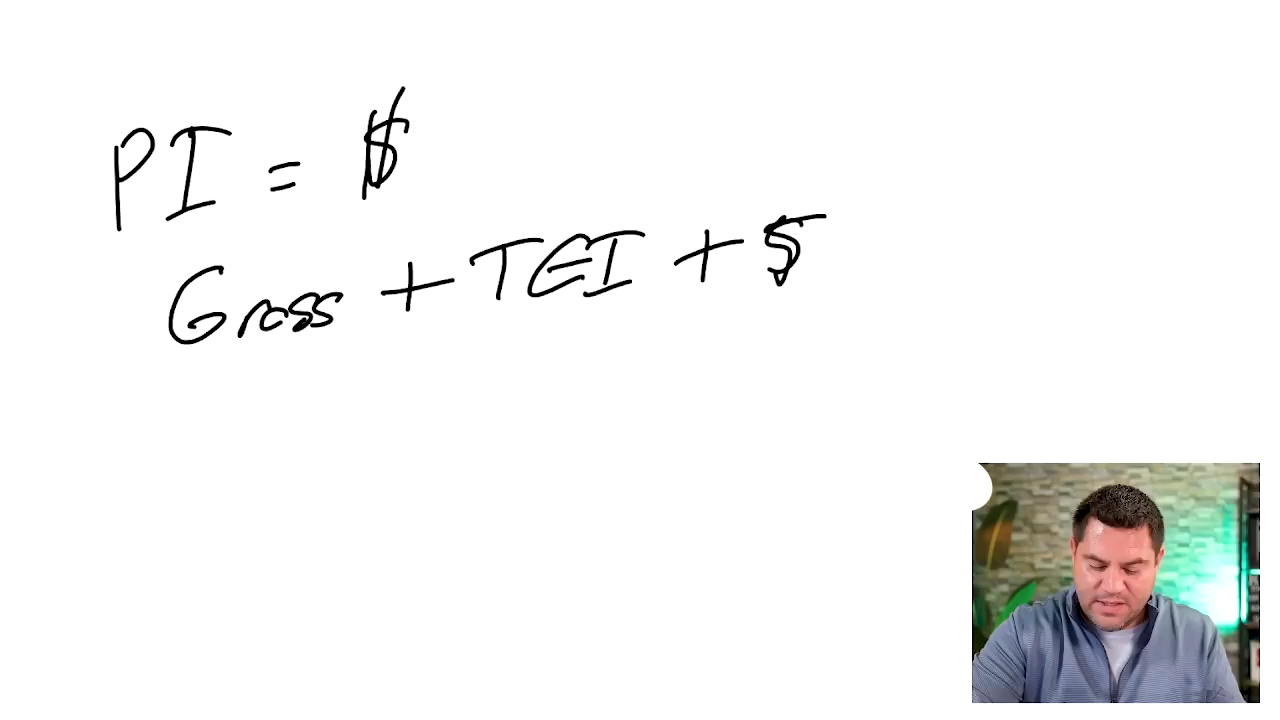 PI = $
Gross + TEI + $